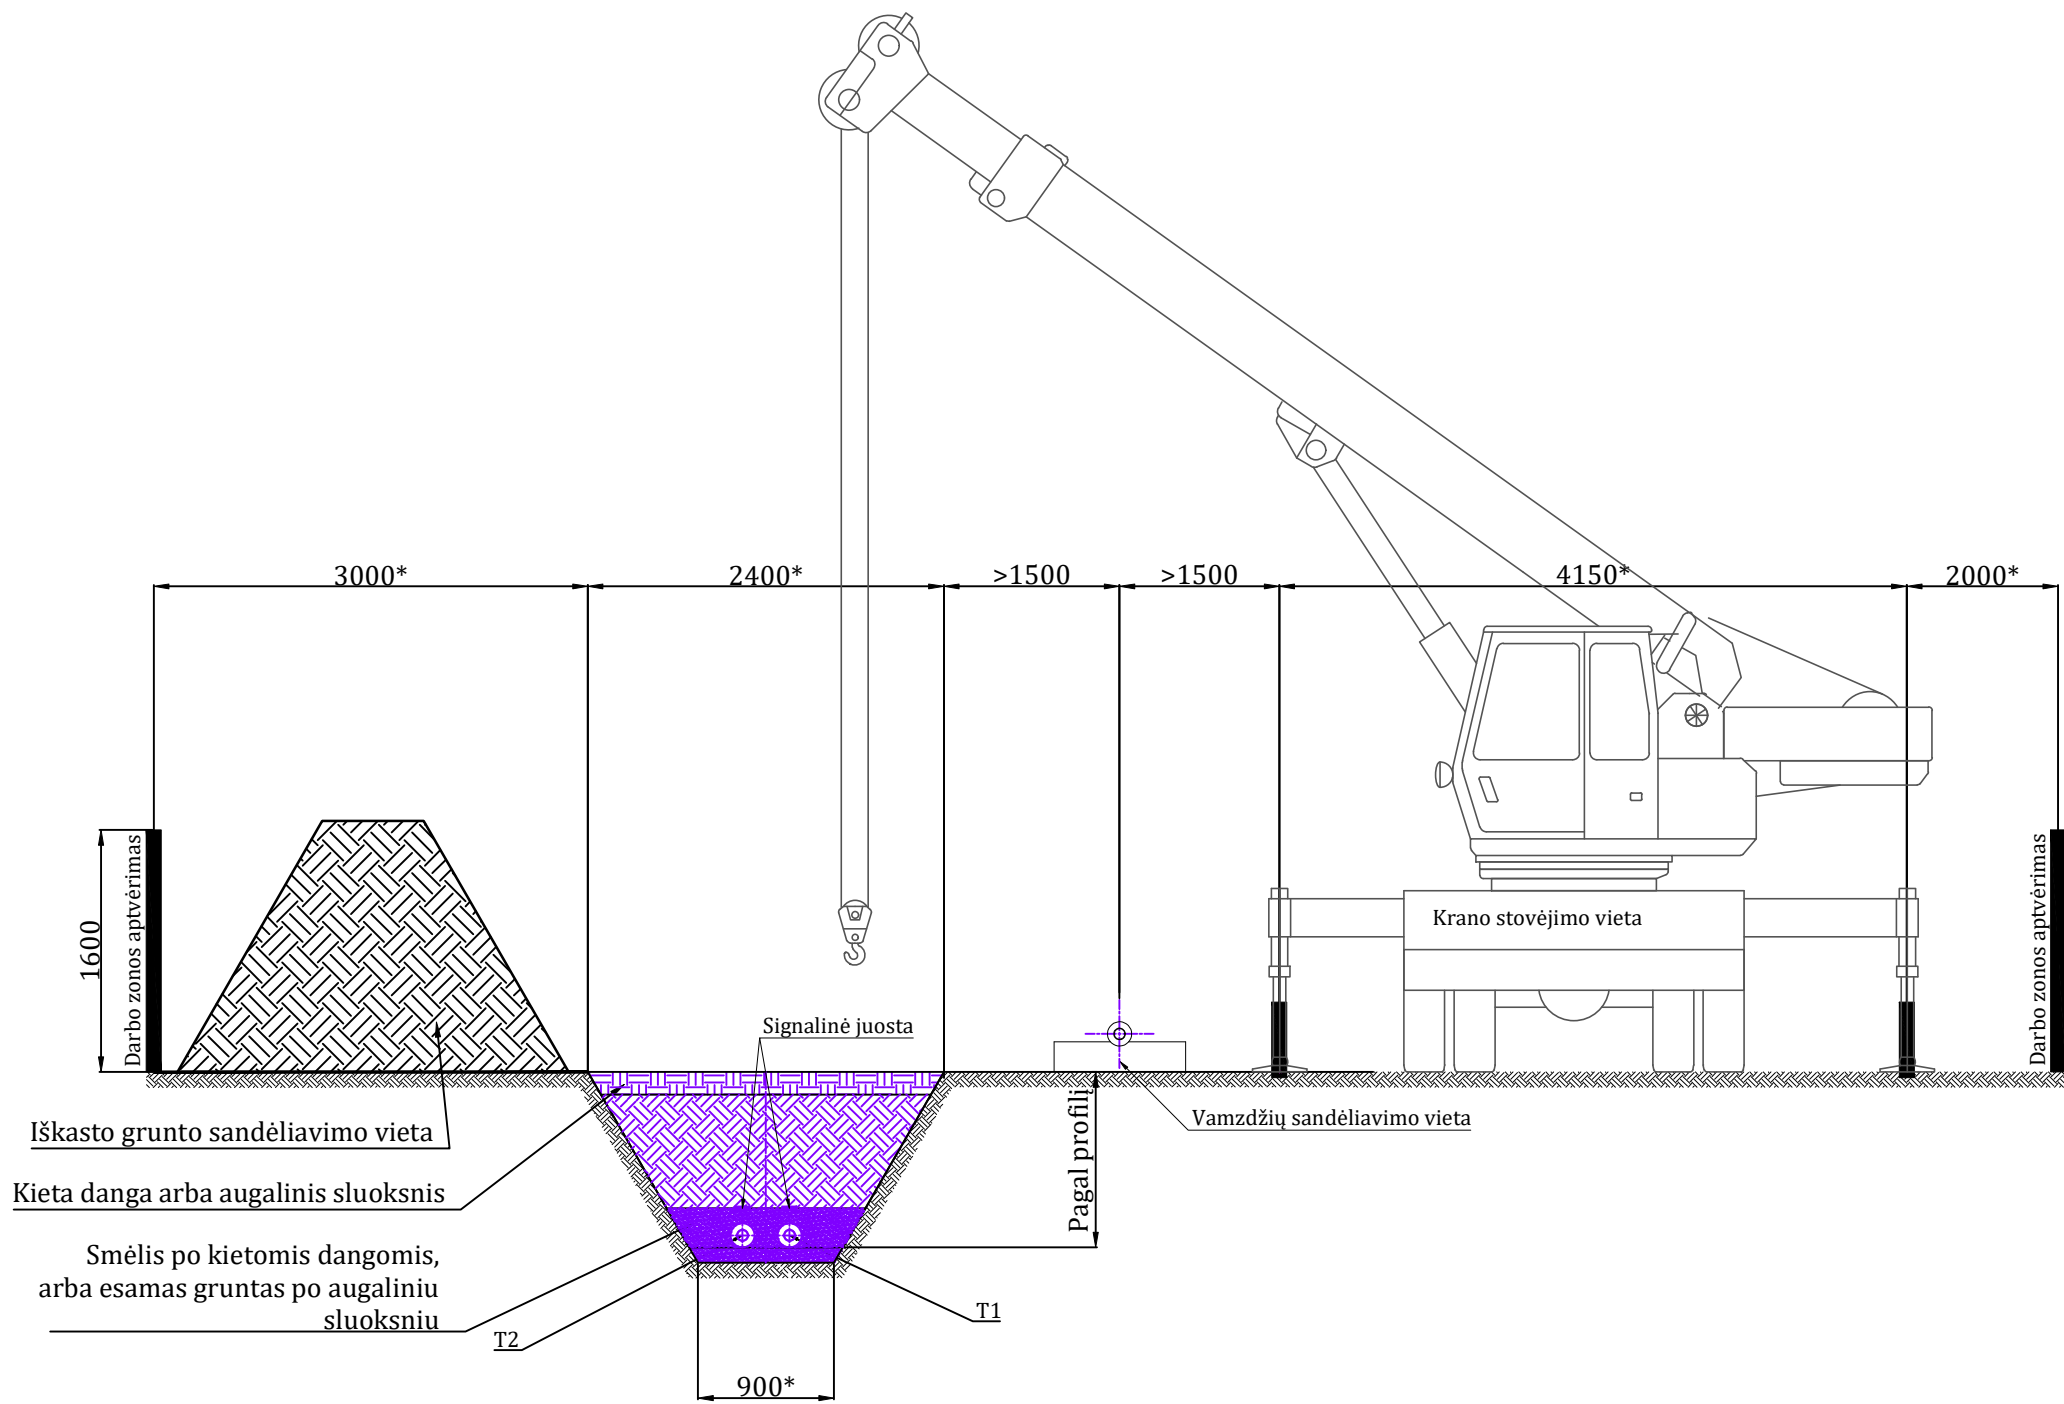 3000*
2400*
>1500
>1500
4150*
2000*
1600
Darbo zonos aptvėrimas
Krano stovėjimo vieta
Darbo zonos aptvėrimas
Signalinė juosta
Vamzdžių sandėliavimo vieta
Pagal profilį
Iškasto grunto sandėliavimo vieta
Kieta danga arba augalinis sluoksnis
Smėlis po kietomis dangomis,
arba esamas gruntas po augaliniu
sluoksniu
T2
T1
900*